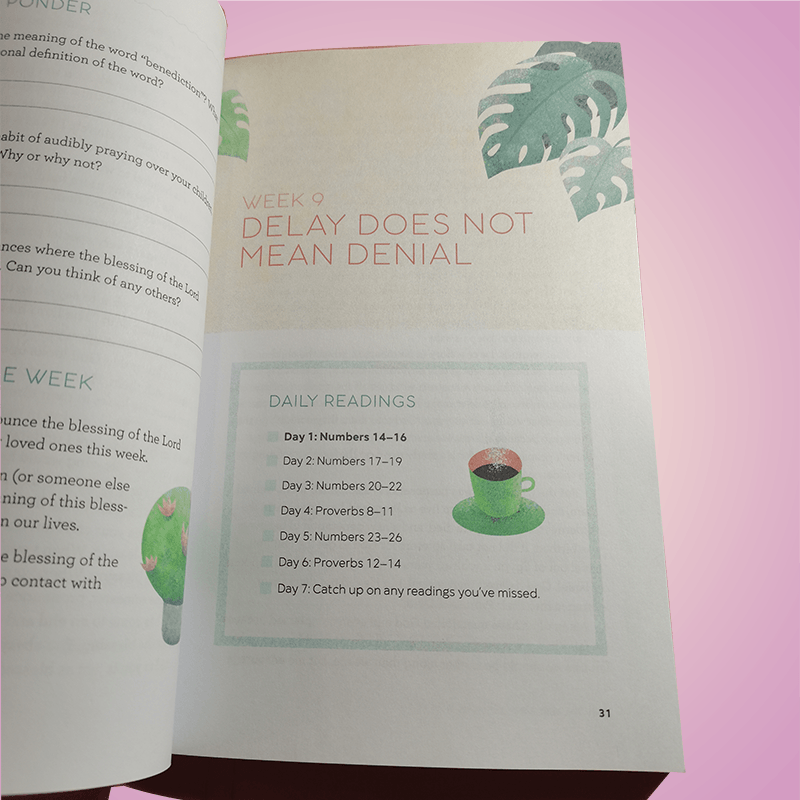 PONDER
meaning of the word “benediction”?
onal definition of the word?
abit of audibly praying over your children
Why or why not?
nces where the blessing of the Lord
. Can you think of any others?
E WEEK
ounce the blessing of the Lord
loved ones this week.
n (or someone else
ning of this bless-
n our lives.
e blessing of the
o contact with
WEEK 9
DELAY DOES NOT
MEAN DENIAL
DAILY READINGS
Day 1: Numbers 14–16
Day 2: Numbers 17–19
Day 3: Numbers 20–22
Day 4: Proverbs 8–11
Day 5: Numbers 23–26
Day 6: Proverbs 12–14
Day 7: Catch up on any readings you’ve missed.
31